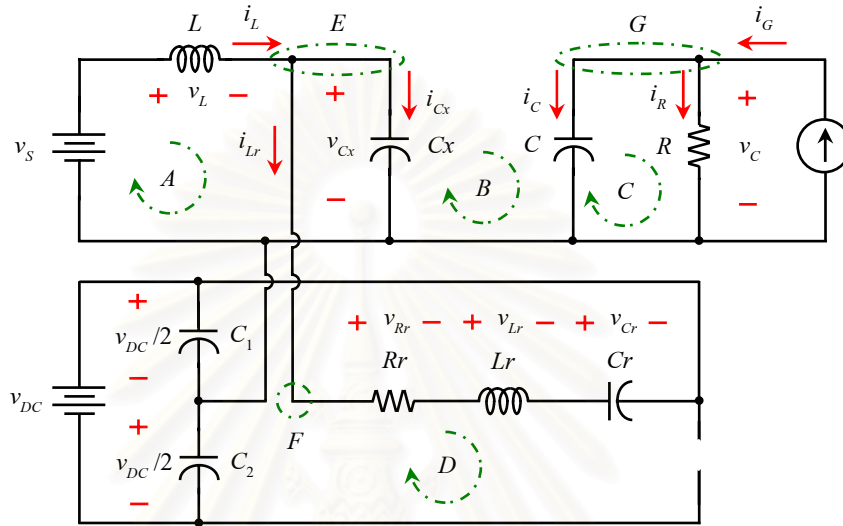 i_L
L
E
G
i_G
+ v_L −
+
i_Cx
i_C
i_R
+
v_S
A
i_Lr
v_Cx
Cx
B
C
C
R
v_C
−
−
+
v_DC/2
C_1
−
+ v_Rr − + v_Lr − + v_Cr −
Rr
Lr
Cr
v_DC
+
v_DC/2
C_2
−
F
D